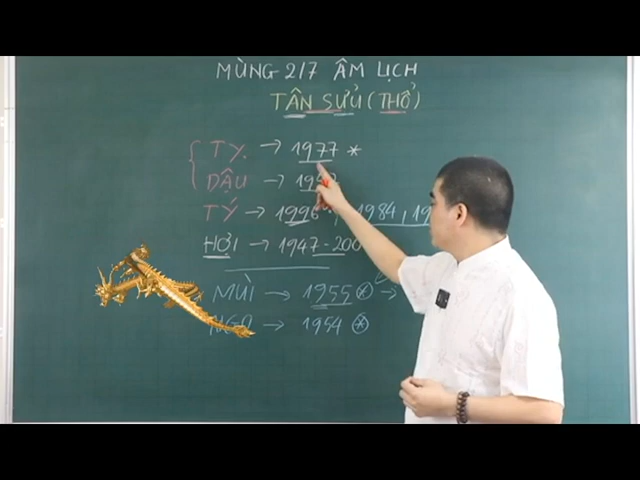 MÙNG 2/7 ÂM LỊCH
TÂN SỬU (THỔ)
TỴ. → 1977 *
DẬU →
TÝ → 1996 1984,
HỢI → 1947 - 200
MÙI → 1955 * →
→ 1954 *